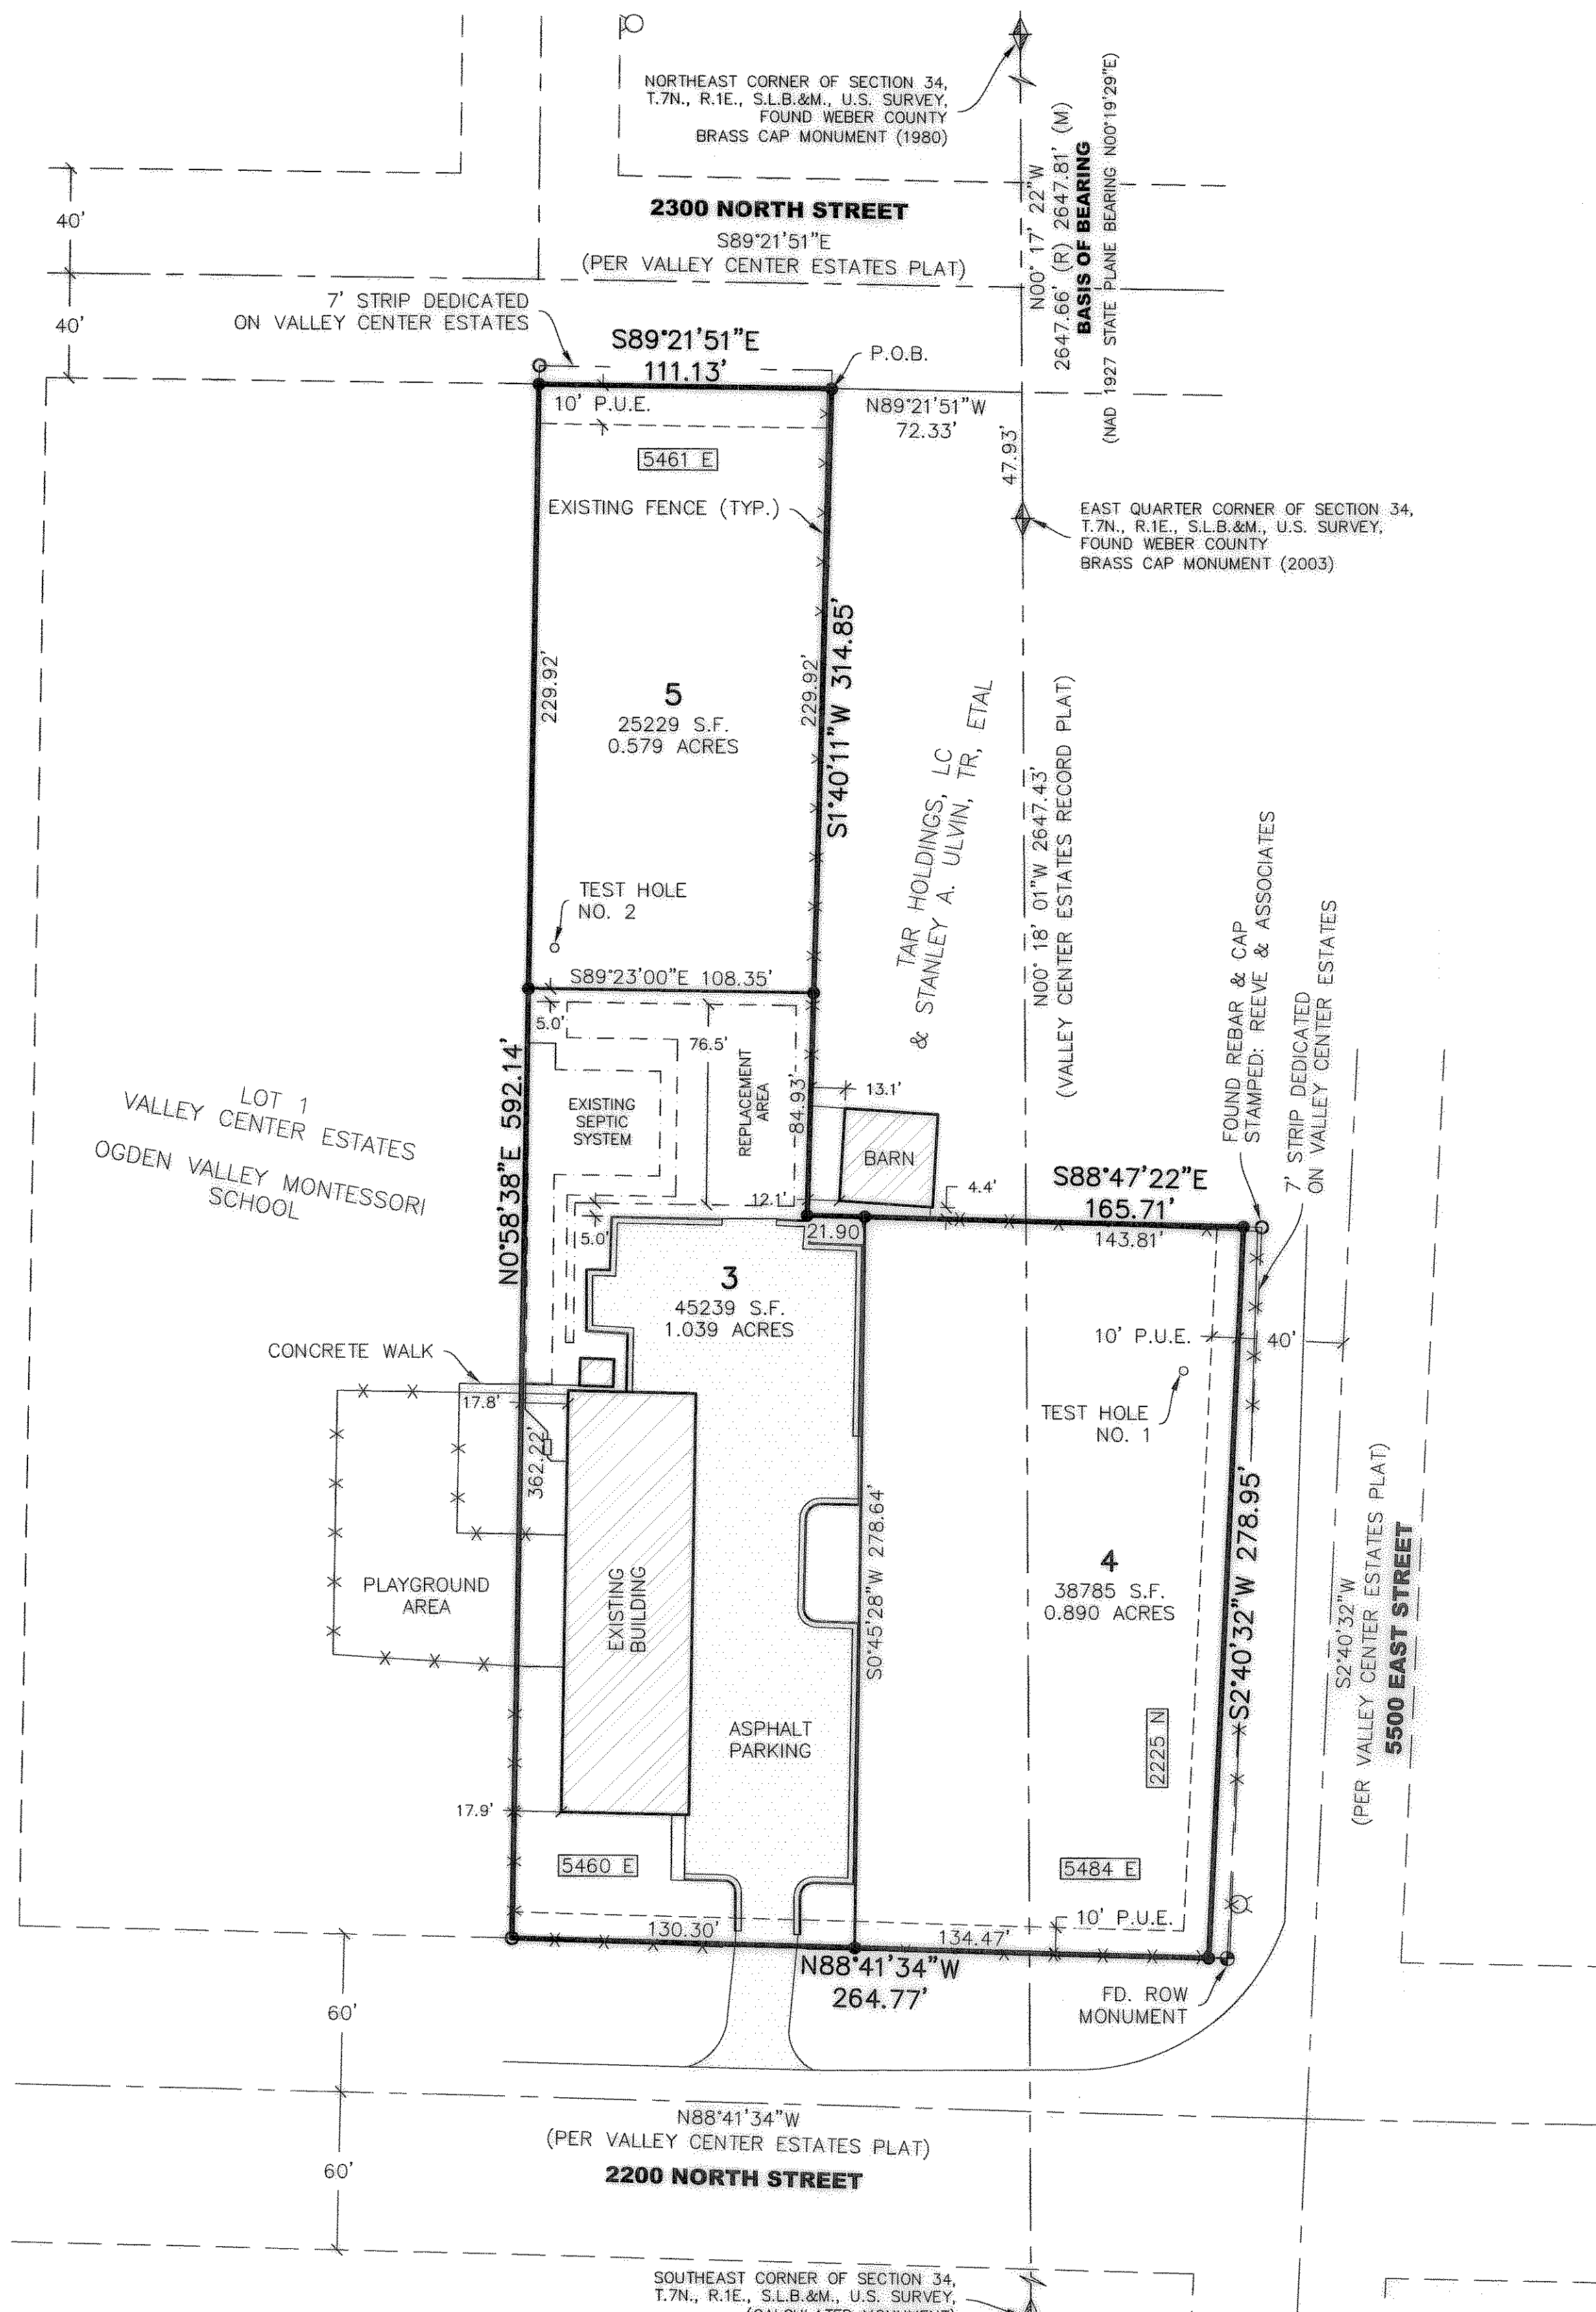 NORTHEAST CORNER OF SECTION 34,
T.7N., R.1E., S.L.B.&M., U.S. SURVEY,
FOUND WEBER COUNTY
BRASS CAP MONUMENT (1980)
N00° 17' 22"W
2647.66' (R) 2647.81' (M)
BASIS OF BEARING
(NAD 1927 STATE PLANE BEARING N00°19'29"E)
40'
40'
2300 NORTH STREET
S89°21'51"E
(PER VALLEY CENTER ESTATES PLAT)
7' STRIP DEDICATED
ON VALLEY CENTER ESTATES
S89°21'51"E
111.13'
P.O.B.
10' P.U.E.
N89°21'51"W
72.33'
47.93'
5461 E
EXISTING FENCE (TYP.)
EAST QUARTER CORNER OF SECTION 34,
T.7N., R.1E., S.L.B.&M., U.S. SURVEY,
FOUND WEBER COUNTY
BRASS CAP MONUMENT (2003)
229.92'
5
25229 S.F.
0.579 ACRES
229.92'
S1°40'11"W 314.85'
TAR HOLDINGS, LC
& STANLEY A. ULVIN, TR, ETAL
N00° 18' 01"W 2647.43'
(VALLEY CENTER ESTATES RECORD PLAT)
TEST HOLE
NO. 2
S89°23'00"E 108.35'
5.0'
76.5'
N0°58'38"E 592.14'
EXISTING
SEPTIC
SYSTEM
REPLACEMENT
AREA
84.93'
13.1'
BARN
FOUND REBAR & CAP
STAMPED: REEVE & ASSOCIATES
7' STRIP DEDICATED
ON VALLEY CENTER ESTATES
LOT 1
VALLEY CENTER ESTATES
OGDEN VALLEY MONTESSORI
SCHOOL
12.1'
4.4'
S88°47'22"E
165.71'
5.0'
21.90
143.81'
3
45239 S.F.
1.039 ACRES
10' P.U.E.
40'
CONCRETE WALK
17.8'
362.22'
TEST HOLE
NO. 1
PLAYGROUND
AREA
EXISTING
BUILDING
S0°45'28"W 278.64'
4
38785 S.F.
0.890 ACRES
S2°40'32"W 278.95'
S2°40'32"W
(PER VALLEY CENTER ESTATES PLAT)
5500 EAST STREET
ASPHALT
PARKING
2225 N
17.9'
5460 E
5484 E
10' P.U.E.
130.30'
134.47'
N88°41'34"W
264.77'
FD. ROW
MONUMENT
60'
N88°41'34"W
(PER VALLEY CENTER ESTATES PLAT)
60'
2200 NORTH STREET
SOUTHEAST CORNER OF SECTION 34,
T.7N., R.1E., S.L.B.&M., U.S. SURVEY,
(CALCULATED MONUMENT)